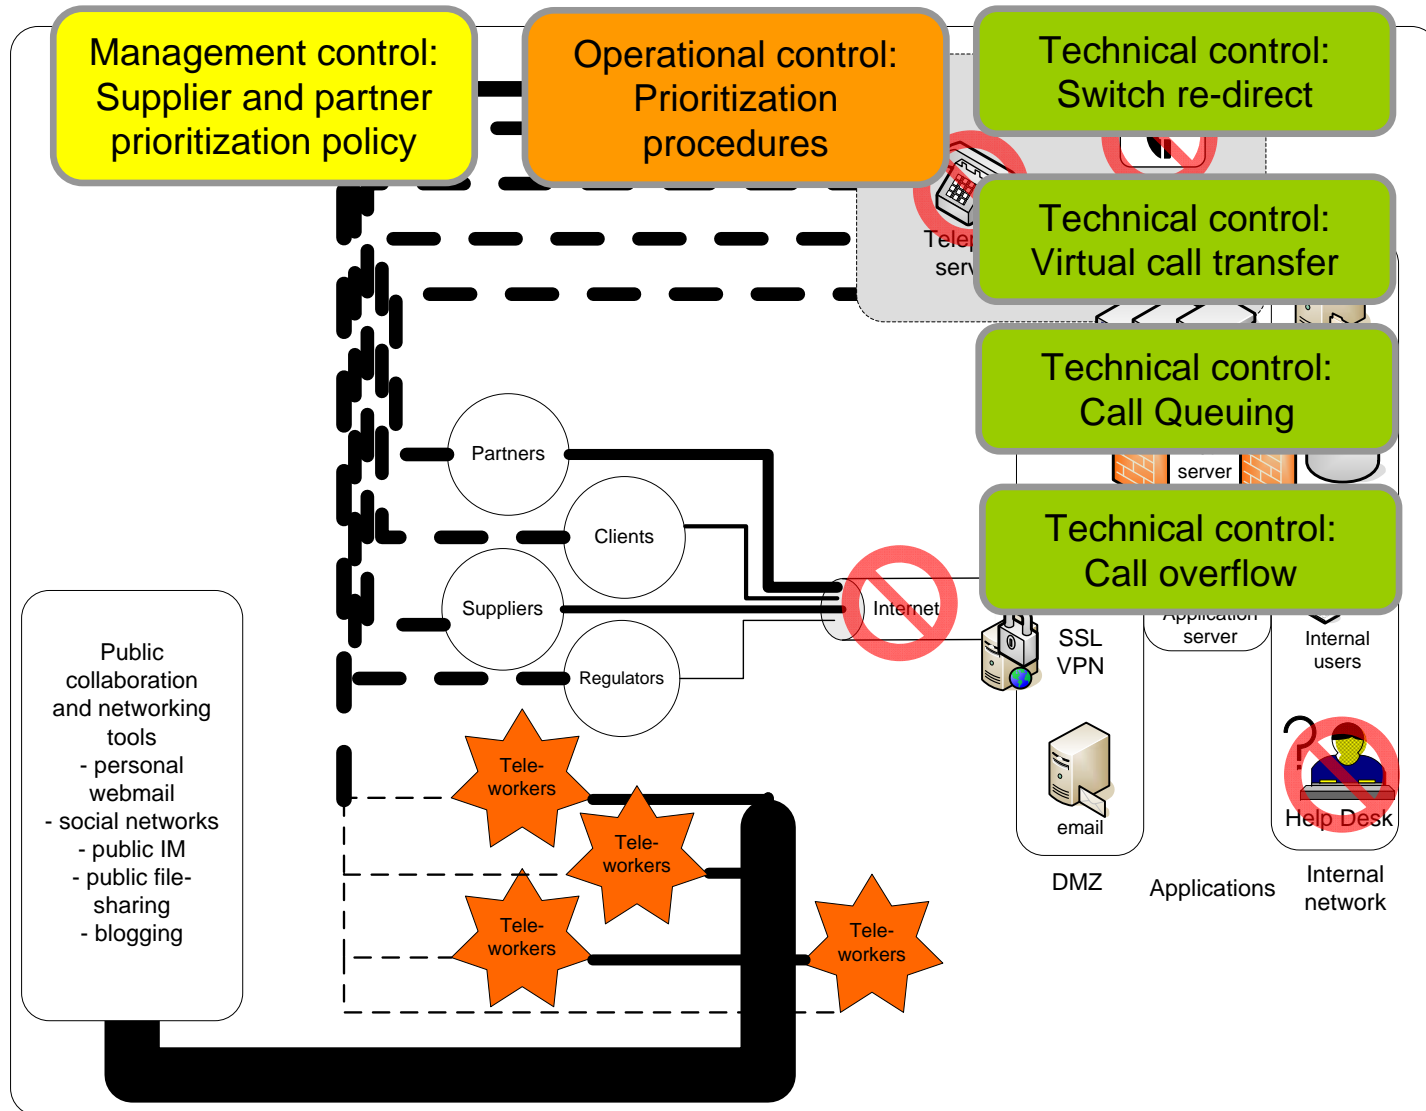 Management control:
Supplier and partner
prioritization policy
Operational control:
Prioritization
procedures
Technical control:
Switch re-direct
Technical control:
Virtual call transfer
Technical control:
Call Queuing
server
Technical control:
Call overflow
Partners
Clients
Suppliers
Regulators
Internet
Application
server
SSL
VPN
Internal
users
email
Help Desk
DMZ
Applications
Internal
network
Public
collaboration
and networking
tools
- personal
webmail
- social networks
- public IM
- public file-
sharing
- blogging
Tele-
workers
Tele-
workers
Tele-
workers
Tele-
workers